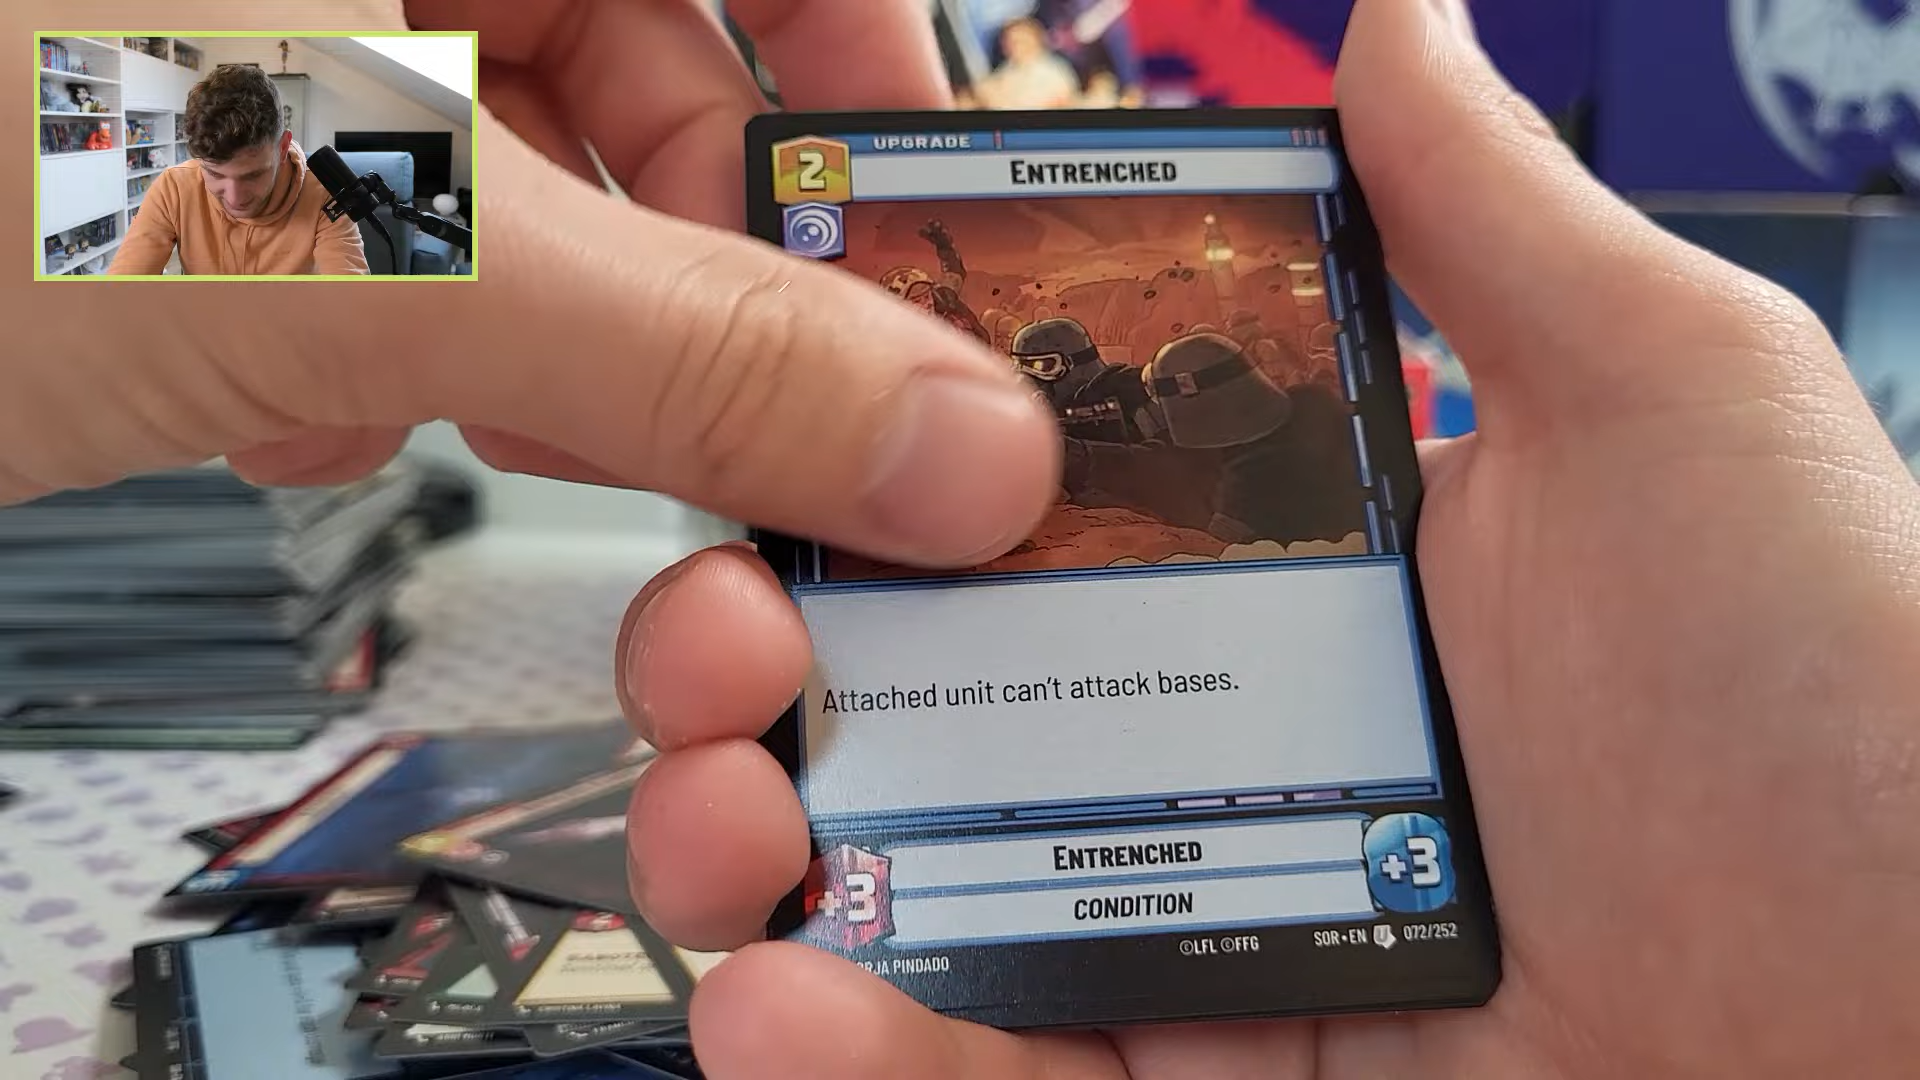 UPGRADE
2
ENTRENCHED
Attached unit can't attack bases.
+3
ENTRENCHED
+3
CONDITION
©LFL ©FFG
SOR•EN
U
072/252
ORJA PINDADO